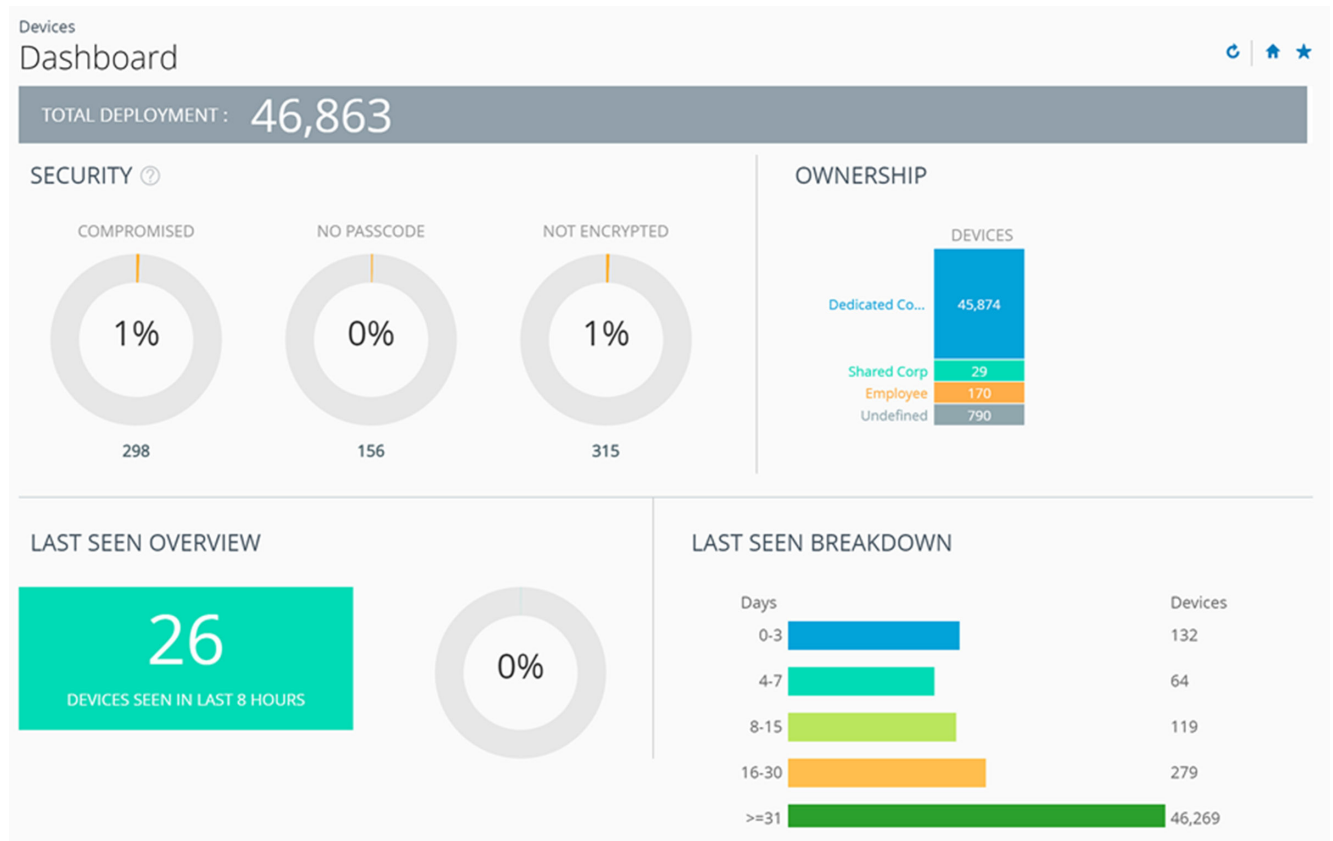 Devices
Dashboard
TOTAL DEPLOYMENT : 46,863
SECURITY ?
COMPROMISED
1%
298
NO PASSCODE
0%
156
NOT ENCRYPTED
1%
315
OWNERSHIP
DEVICES
Dedicated Co... 45,874
Shared Corp 29
Employee 170
Undefined 790
LAST SEEN OVERVIEW
26
DEVICES SEEN IN LAST 8 HOURS
0%
LAST SEEN BREAKDOWN
Days Devices
0-3 132
4-7 64
8-15 119
16-30 279
>=31 46,269